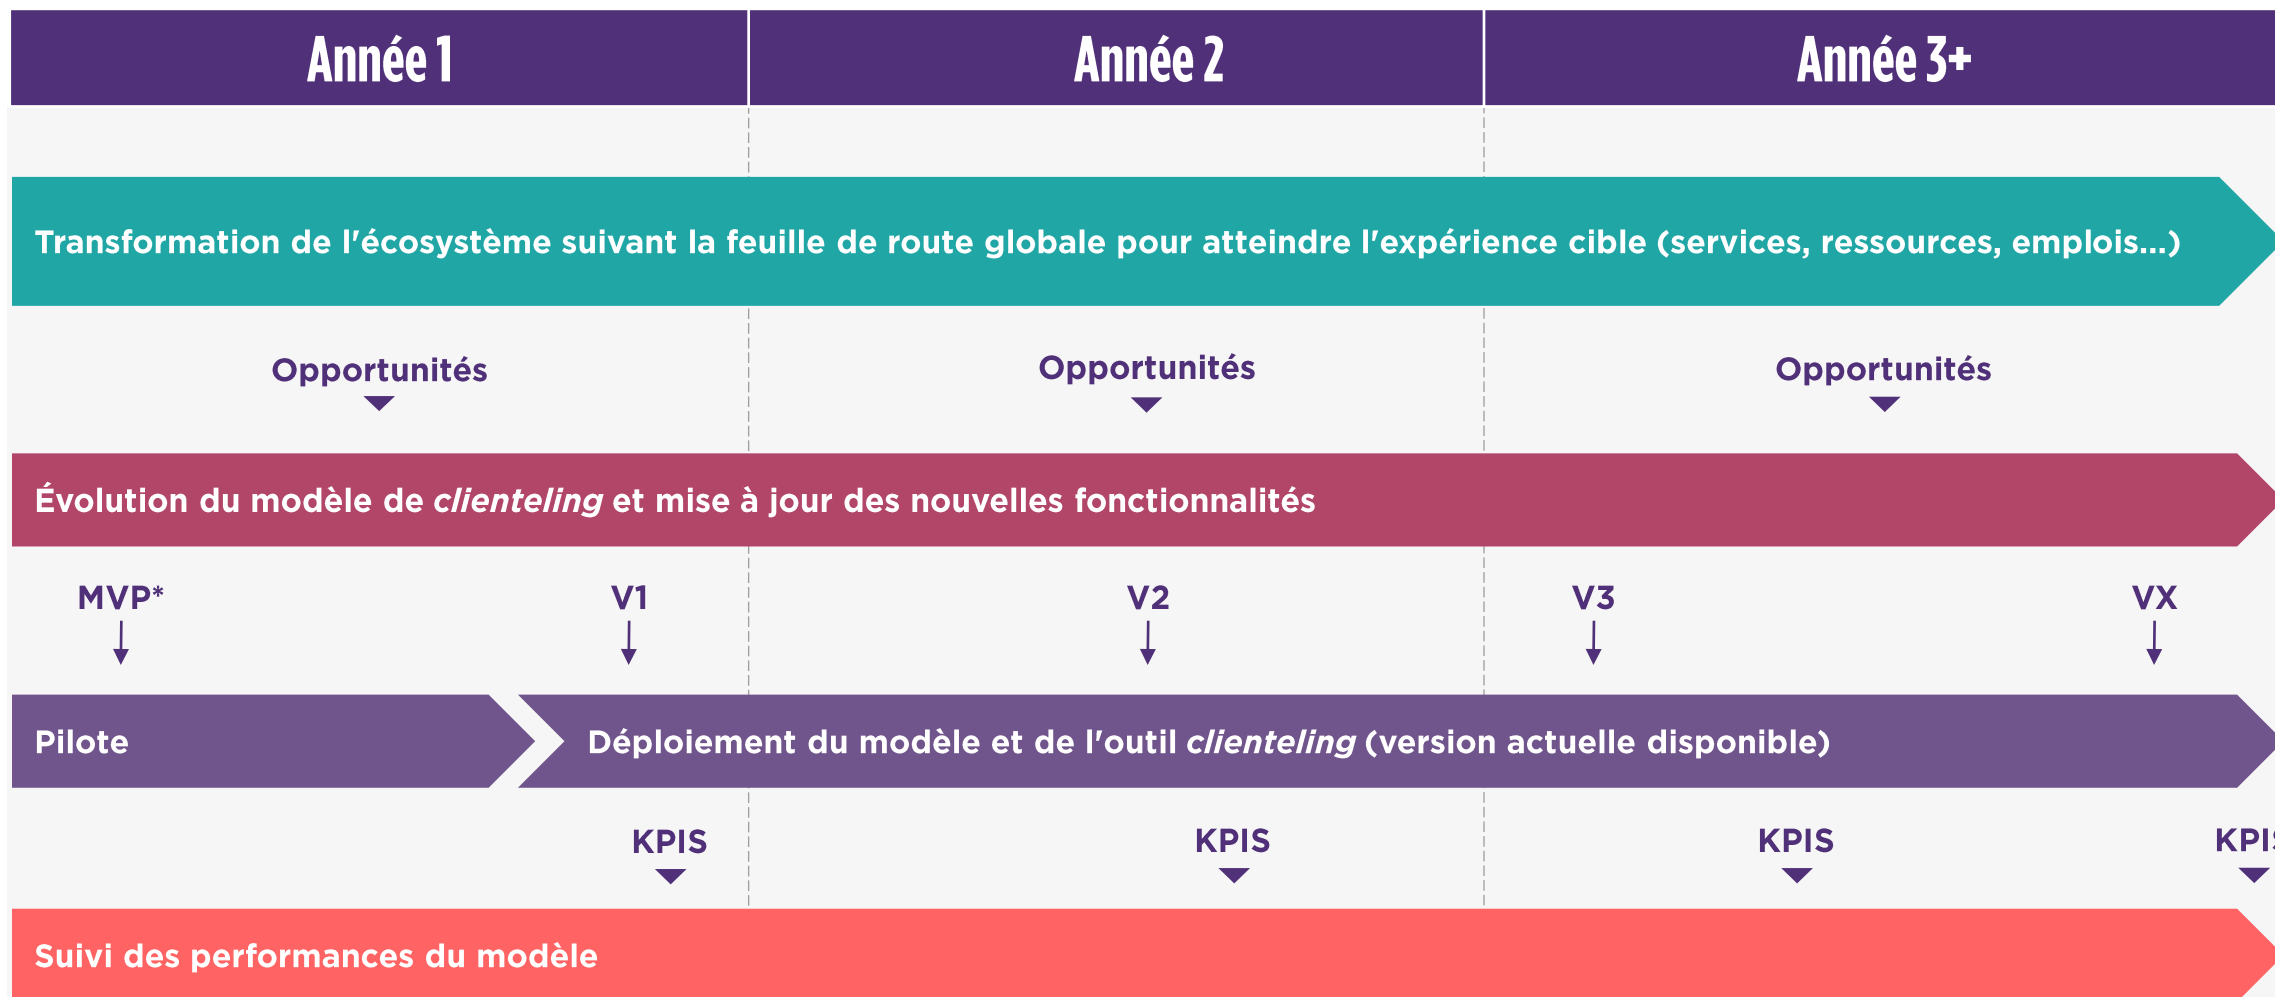 Année 1 Année 2 Année 3+
Transformation de l'écosystème suivant la feuille de route globale pour atteindre l'expérience cible (services, ressources, emplois...)
Opportunités Opportunités Opportunités
Évolution du modèle de clienteling et mise à jour des nouvelles fonctionnalités
MVP* V1 V2 V3 VX
Pilote Déploiement du modèle et de l'outil clienteling (version actuelle disponible)
KPIS KPIS KPIS KPIS
Suivi des performances du modèle